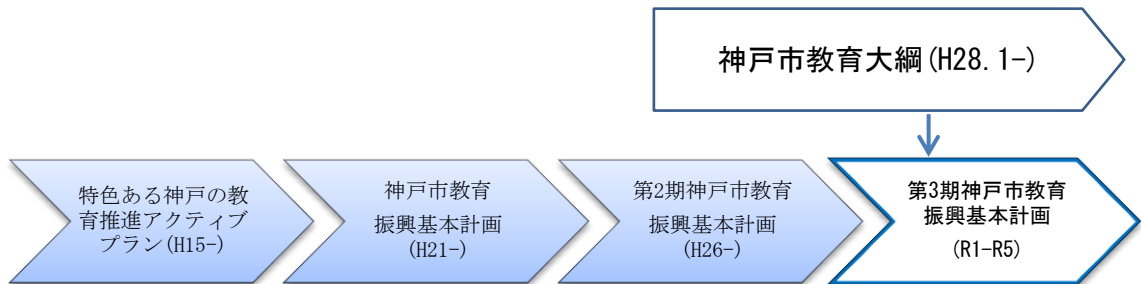 神戸市教育大綱(H28.1-)
特色ある神戸の教
育推進アクティブ
プラン(H15-)
神戸市教育
振興基本計画
(H21-)
第2期神戸市教育
振興基本計画
(H26-)
第3期神戸市教育
振興基本計画
(R1-R5)